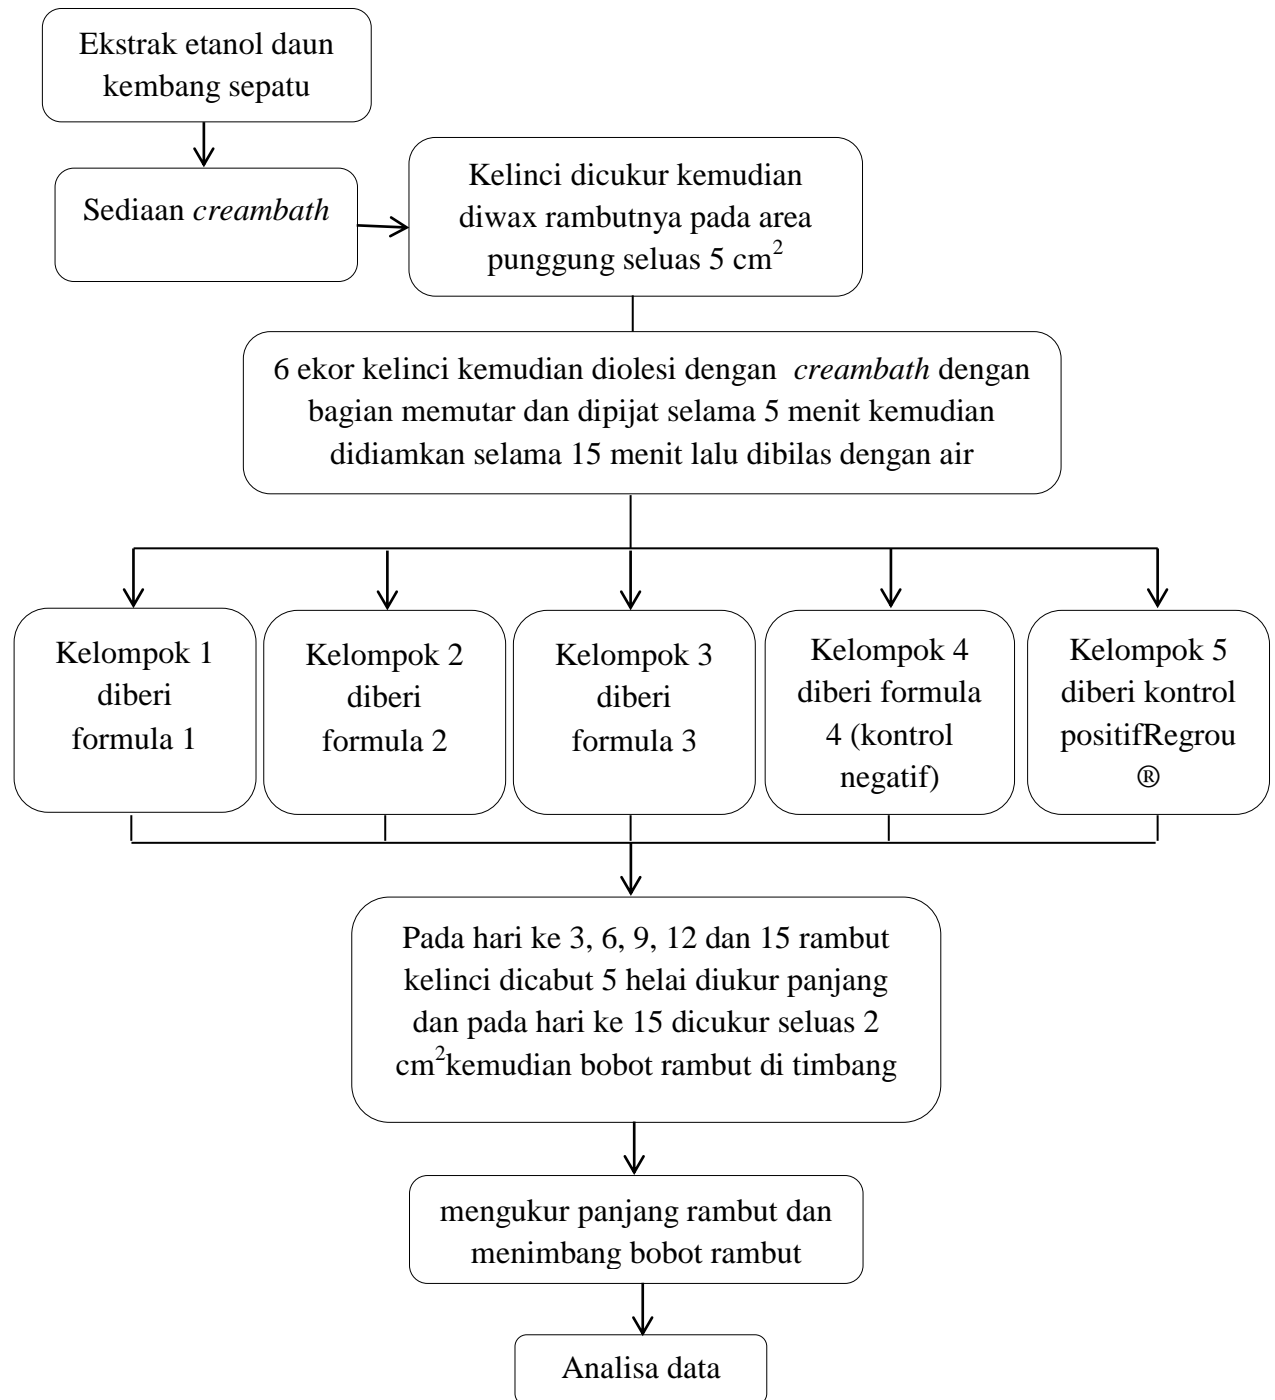 Ekstrak etanol daun
kembang sepatu
Sediaan creambath
Kelinci dicukur kemudian
diwax rambutnya pada area
punggung seluas 5 cm²
6 ekor kelinci kemudian diolesi dengan creambath dengan
bagian memutar dan dipijat selama 5 menit kemudian
didiamkan selama 15 menit lalu dibilas dengan air
Kelompok 1
diberi
formula 1
Kelompok 2
diberi
formula 2
Kelompok 3
diberi
formula 3
Kelompok 4
diberi formula
4 (kontrol
negatif)
Kelompok 5
diberi kontrol
positifRegrou
®
Pada hari ke 3, 6, 9, 12 dan 15 rambut
kelinci dicabut 5 helai diukur panjang
dan pada hari ke 15 dicukur seluas 2
cm²kemudian bobot rambut di timbang
mengukur panjang rambut dan
menimbang bobot rambut
Analisa data